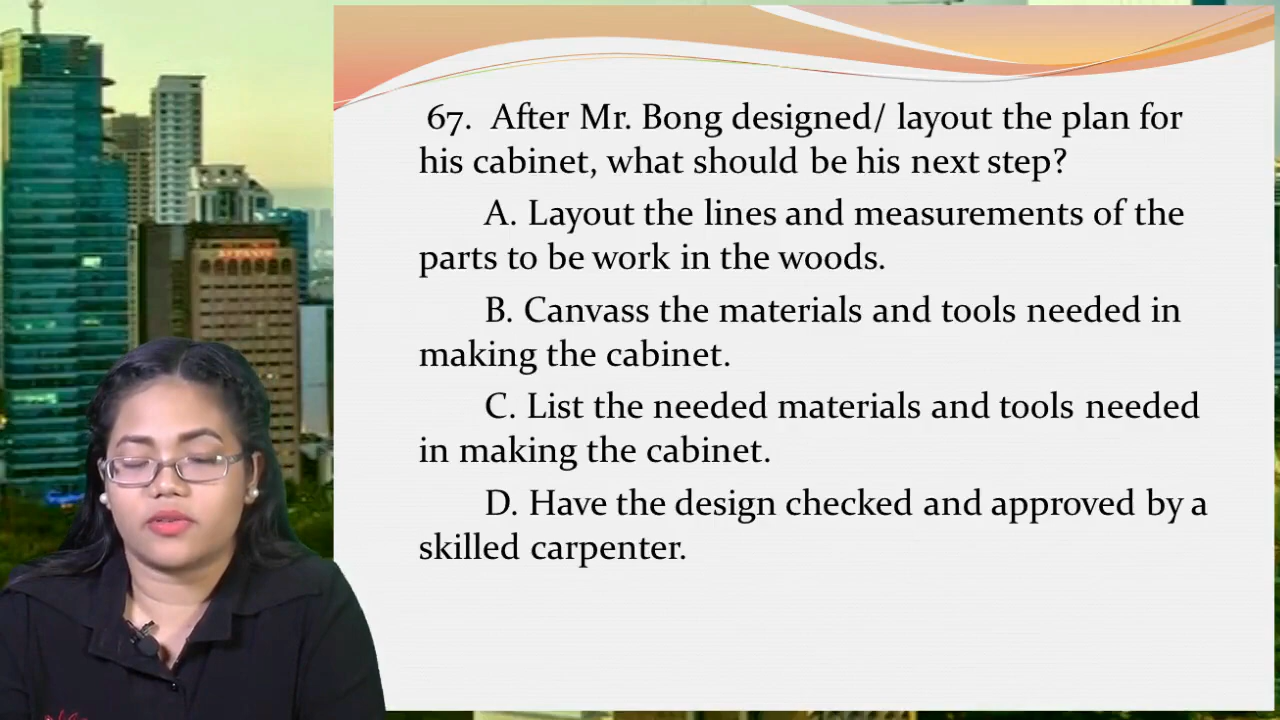 67. After Mr. Bong designed/ layout the plan for
his cabinet, what should be his next step?
A. Layout the lines and measurements of the
parts to be work in the woods.
B. Canvass the materials and tools needed in
making the cabinet.
C. List the needed materials and tools needed
in making the cabinet.
D. Have the design checked and approved by a
skilled carpenter.